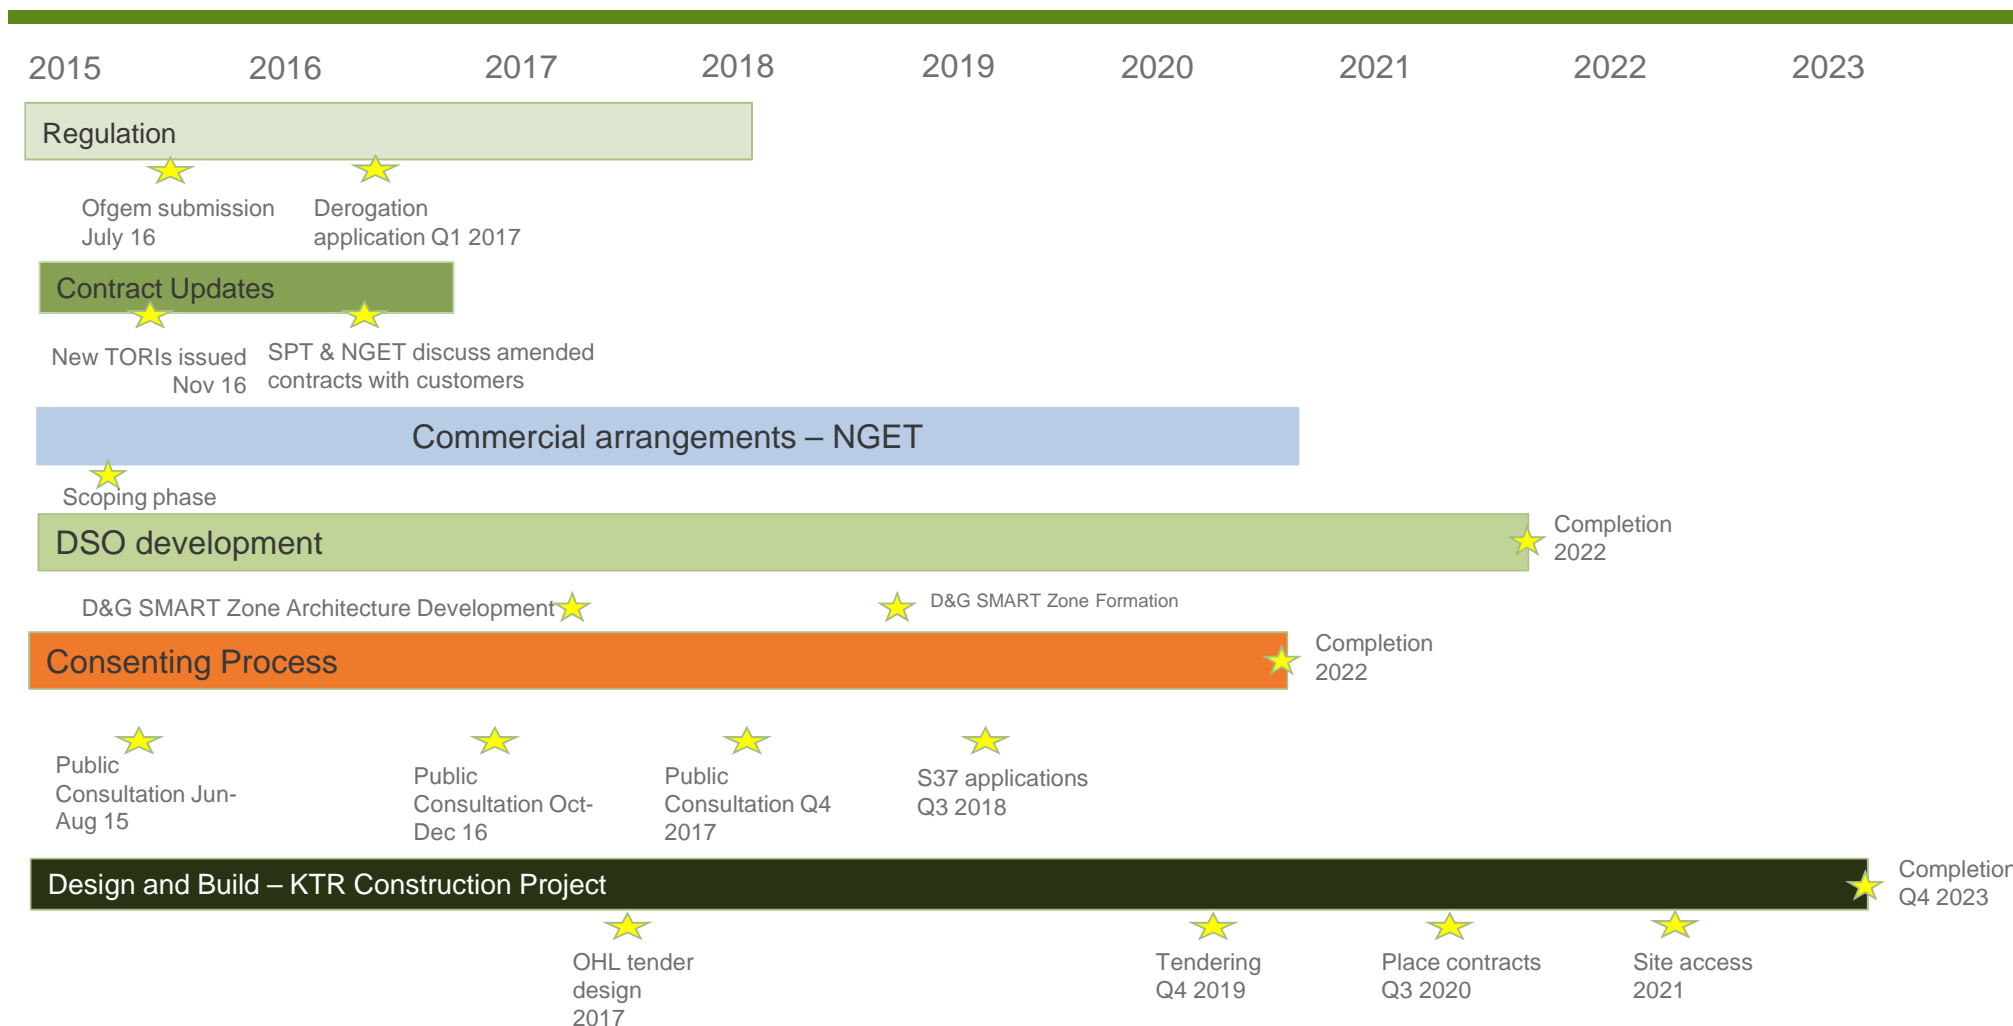 2015 2016 2017 2018 2019 2020 2021 2022 2023
Regulation
Ofgem submission
July 16
Derogation
application Q1 2017
Contract Updates
New TORIs issued
Nov 16
SPT & NGET discuss amended
contracts with customers
Commercial arrangements – NGET
Scoping phase
DSO development
Completion
2022
D&G SMART Zone Architecture Development
D&G SMART Zone Formation
Consenting Process
Completion
2022
Public
Consultation Jun-
Aug 15
Public
Consultation Oct-
Dec 16
Public
Consultation Q4
2017
S37 applications
Q3 2018
Design and Build – KTR Construction Project
Completion
Q4 2023
OHL tender
design
2017
Tendering
Q4 2019
Place contracts
Q3 2020
Site access
2021